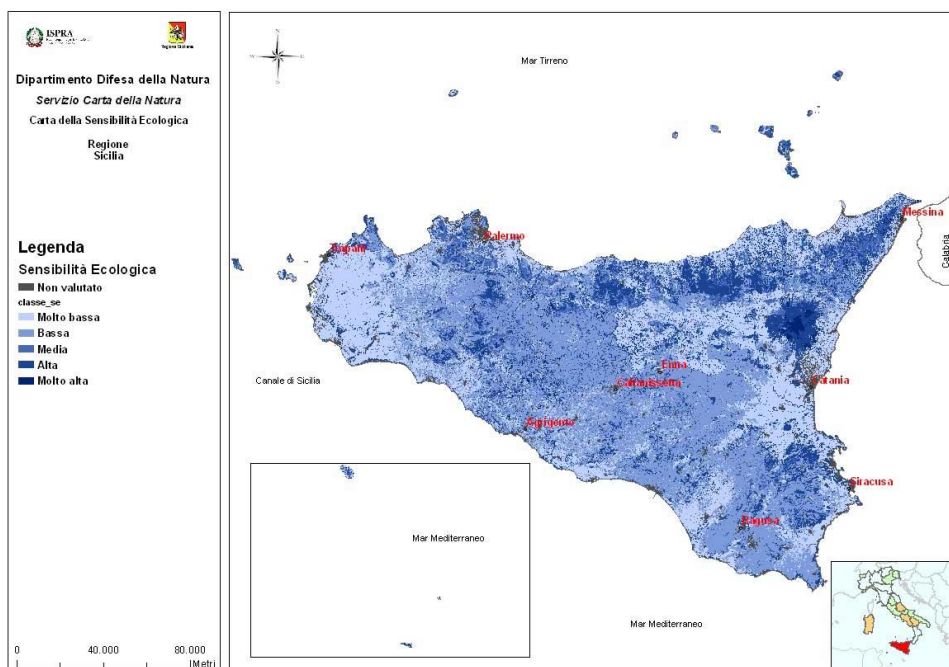 ISPRA
Regione Siciliana
Dipartimento Difesa della Natura
Servizio Carta della Natura
Carta della Sensibilità Ecologica
Regione
Sicilia
Legenda
Sensibilità Ecologica
Non valutato
classe_se
Molto bassa
Bassa
Media
Alta
Molto alta
0 40.000 80.000
Metri
N
W E
S
Mar Tirreno
Messina
Calabria
Palermo
Trapani
Enna
Caltanissetta
Catania
Canale di Sicilia
Agrigento
Siracusa
Ragusa
Mar Mediterraneo
Mar Mediterraneo